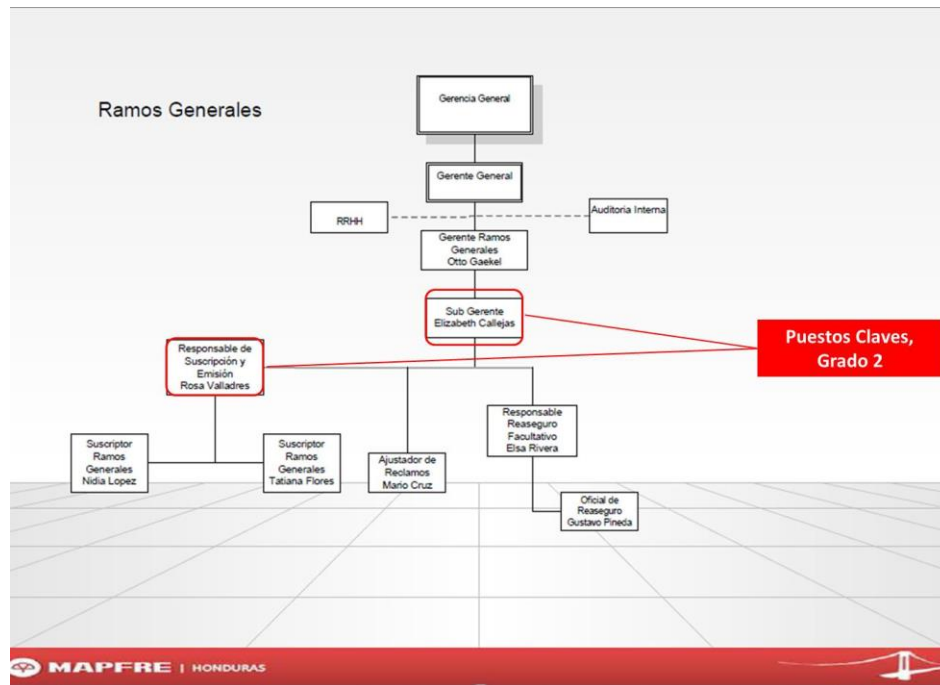 Ramos Generales
Gerencia General
Gerente General
RRHH
Auditoria Interna
Gerente Ramos
Generales
Otto Gaekel
Sub Gerente
Elizabeth Callejas
Puestos Claves,
Grado 2
Responsable de
Suscripción y
Emisión
Rosa Valladres
Responsable
Reaseguro
Facultativo
Elsa Rivera
Suscriptor
Ramos
Generales
Nidia Lopez
Suscriptor
Ramos
Generales
Tatiana Flores
Ajustador de
Reclamos
Mario Cruz
Oficial de
Reaseguro
Gustavo Pineda
MAPFRE | HONDURAS